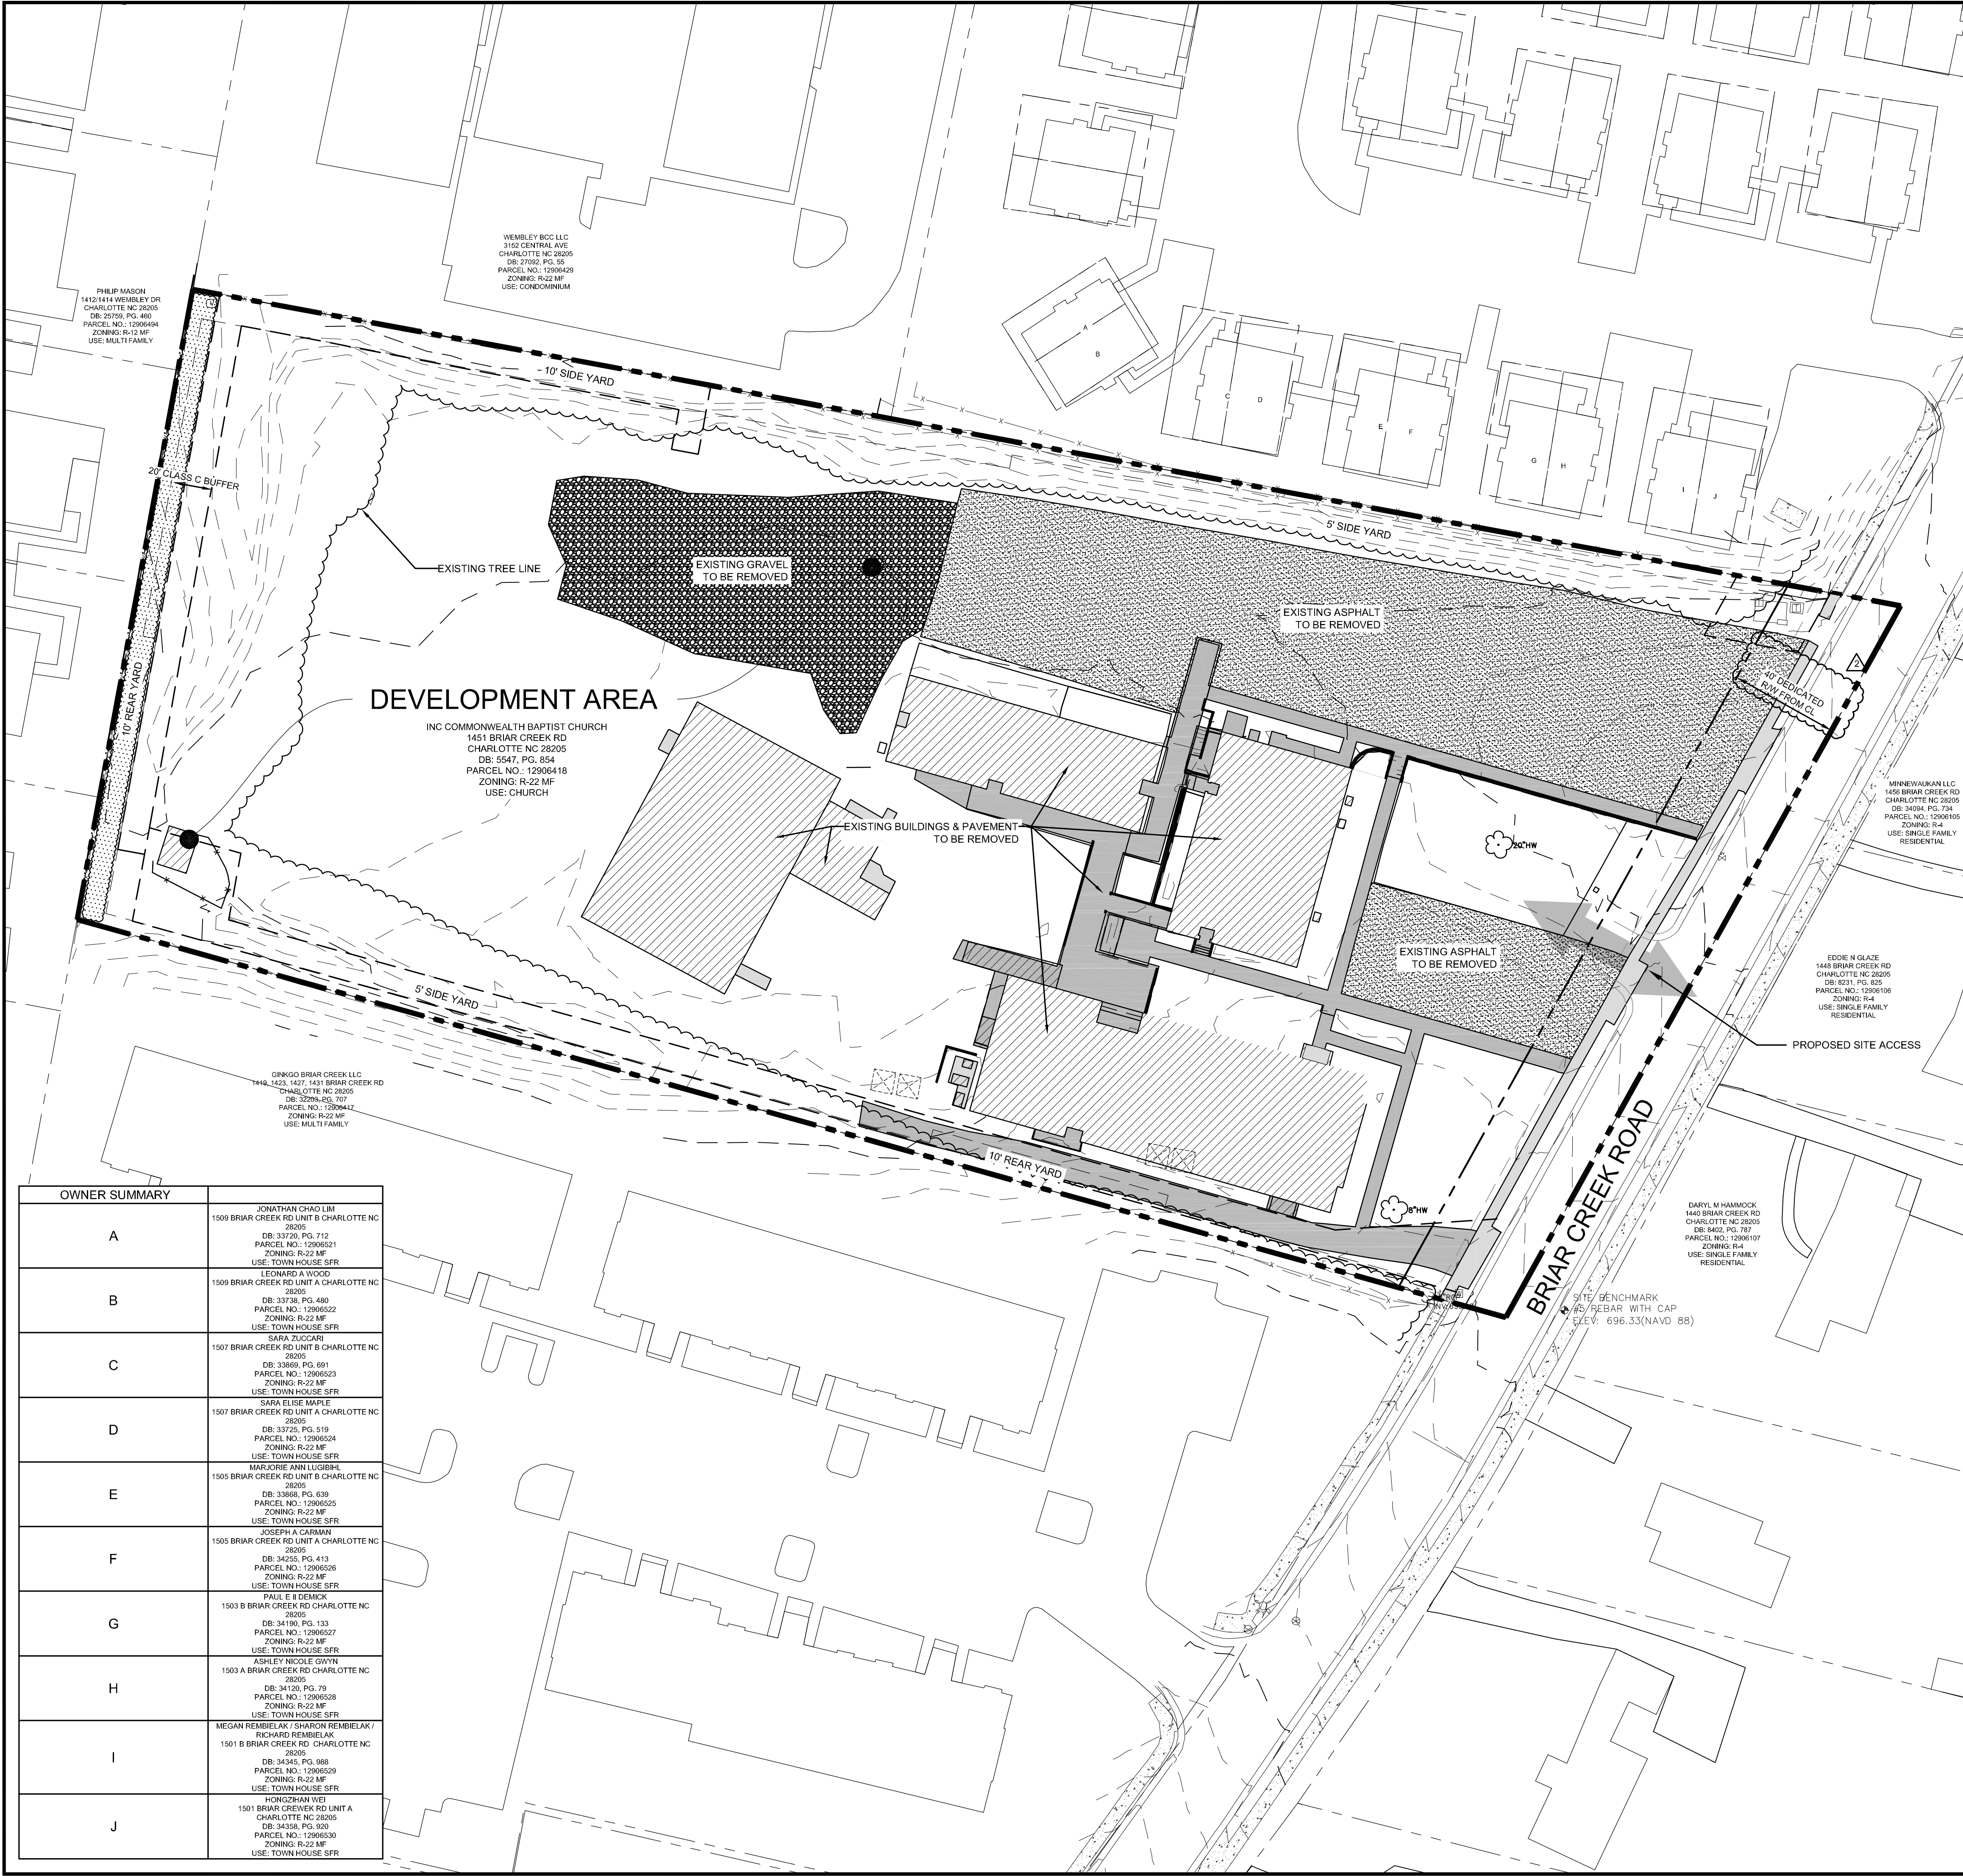 WEMBLEY BCC LLC
3152 CENTRAL AVE
CHARLOTTE NC 28205
DB: 27092, PG. 55
PARCEL NO.: 12906429
ZONING: R-22 MF
USE: CONDOMINIUM
PHILIP MASON
1412/1414 WEMBLEY DR
CHARLOTTE NC 28205
DB: 25759, PG. 460
PARCEL NO.: 12906494
ZONING: R-12 MF
USE: MULTI FAMILY
A
B
C
D
E
F
G
H
I
J
10' SIDE YARD
20' CLASS C BUFFER
5' SIDE YARD
EXISTING TREE LINE
EXISTING GRAVEL
TO BE REMOVED
EXISTING ASPHALT
TO BE REMOVED
2
40' DEDICATED
R/W FROM CL
10' REAR YARD
DEVELOPMENT AREA
INC COMMONWEALTH BAPTIST CHURCH
1451 BRIAR CREEK RD
CHARLOTTE NC 28205
DB: 5547, PG. 854
PARCEL NO.: 12906418
ZONING: R-22 MF
USE: CHURCH
MINNEWAUKAN LLC
1456 BRIAR CREEK RD
CHARLOTTE NC 28205
DB: 34094, PG. 734
PARCEL NO.: 12906105
ZONING: R-4
USE: SINGLE FAMILY
RESIDENTIAL
EXISTING BUILDINGS & PAVEMENT
TO BE REMOVED
20"HW
EXISTING ASPHALT
TO BE REMOVED
EDDIE N GLAZE
1448 BRIAR CREEK RD
CHARLOTTE NC 28205
DB: 8231, PG. 825
PARCEL NO.: 12906106
ZONING: R-4
USE: SINGLE FAMILY
RESIDENTIAL
5' SIDE YARD
PROPOSED SITE ACCESS
GINKGO BRIAR CREEK LLC
1419, 1423, 1427, 1431 BRIAR CREEK RD
CHARLOTTE NC 28205
DB: 32203, PG. 707
PARCEL NO.: 12906417
ZONING: R-22 MF
USE: MULTI FAMILY
10' REAR YARD
BRIAR CREEK ROAD
8"HW
DARYL M HAMMOCK
1440 BRIAR CREEK RD
CHARLOTTE NC 28205
DB: 8402, PG. 787
PARCEL NO.: 12906107
ZONING: R-4
USE: SINGLE FAMILY
RESIDENTIAL
SITE BENCHMARK
#5 REBAR WITH CAP
ELEV: 696.33(NAVD 88)
OWNER SUMMARY
A
JONATHAN CHAO LIM
1509 BRIAR CREEK RD UNIT B CHARLOTTE NC
28205
DB: 33720, PG. 712
PARCEL NO.: 12906521
ZONING: R-22 MF
USE: TOWN HOUSE SFR
B
LEONARD A WOOD
1509 BRIAR CREEK RD UNIT A CHARLOTTE NC
28205
DB: 33738, PG. 480
PARCEL NO.: 12906522
ZONING: R-22 MF
USE: TOWN HOUSE SFR
C
SARA ZUCCARI
1507 BRIAR CREEK RD UNIT B CHARLOTTE NC
28205
DB: 33869, PG. 691
PARCEL NO.: 12906523
ZONING: R-22 MF
USE: TOWN HOUSE SFR
D
SARA ELISE MAPLE
1507 BRIAR CREEK RD UNIT A CHARLOTTE NC
28205
DB: 33725, PG. 519
PARCEL NO.: 12906524
ZONING: R-22 MF
USE: TOWN HOUSE SFR
E
MARJORIE ANN LUGIBIHL
1505 BRIAR CREEK RD UNIT B CHARLOTTE NC
28205
DB: 33868, PG. 639
PARCEL NO.: 12906525
ZONING: R-22 MF
USE: TOWN HOUSE SFR
F
JOSEPH A CARMAN
1505 BRIAR CREEK RD UNIT A CHARLOTTE NC
28205
DB: 34255, PG. 413
PARCEL NO.: 12906526
ZONING: R-22 MF
USE: TOWN HOUSE SFR
G
PAUL E II DEMICK
1503 B BRIAR CREEK RD CHARLOTTE NC
28205
DB: 34190, PG. 133
PARCEL NO.: 12906527
ZONING: R-22 MF
USE: TOWN HOUSE SFR
H
ASHLEY NICOLE GWYN
1503 A BRIAR CREEK RD CHARLOTTE NC
28205
DB: 34120, PG. 79
PARCEL NO.: 12906528
ZONING: R-22 MF
USE: TOWN HOUSE SFR
I
MEGAN REMBIELAK / SHARON REMBIELAK /
RICHARD REMBIELAK
1501 B BRIAR CREEK RD CHARLOTTE NC
28205
DB: 34345, PG. 988
PARCEL NO.: 12906529
ZONING: R-22 MF
USE: TOWN HOUSE SFR
J
HONGZIHAN WEI
1501 BRIAR CREWEK RD UNIT A
CHARLOTTE NC 28205
DB: 34358, PG. 920
PARCEL NO.: 12906530
ZONING: R-22 MF
USE: TOWN HOUSE SFR